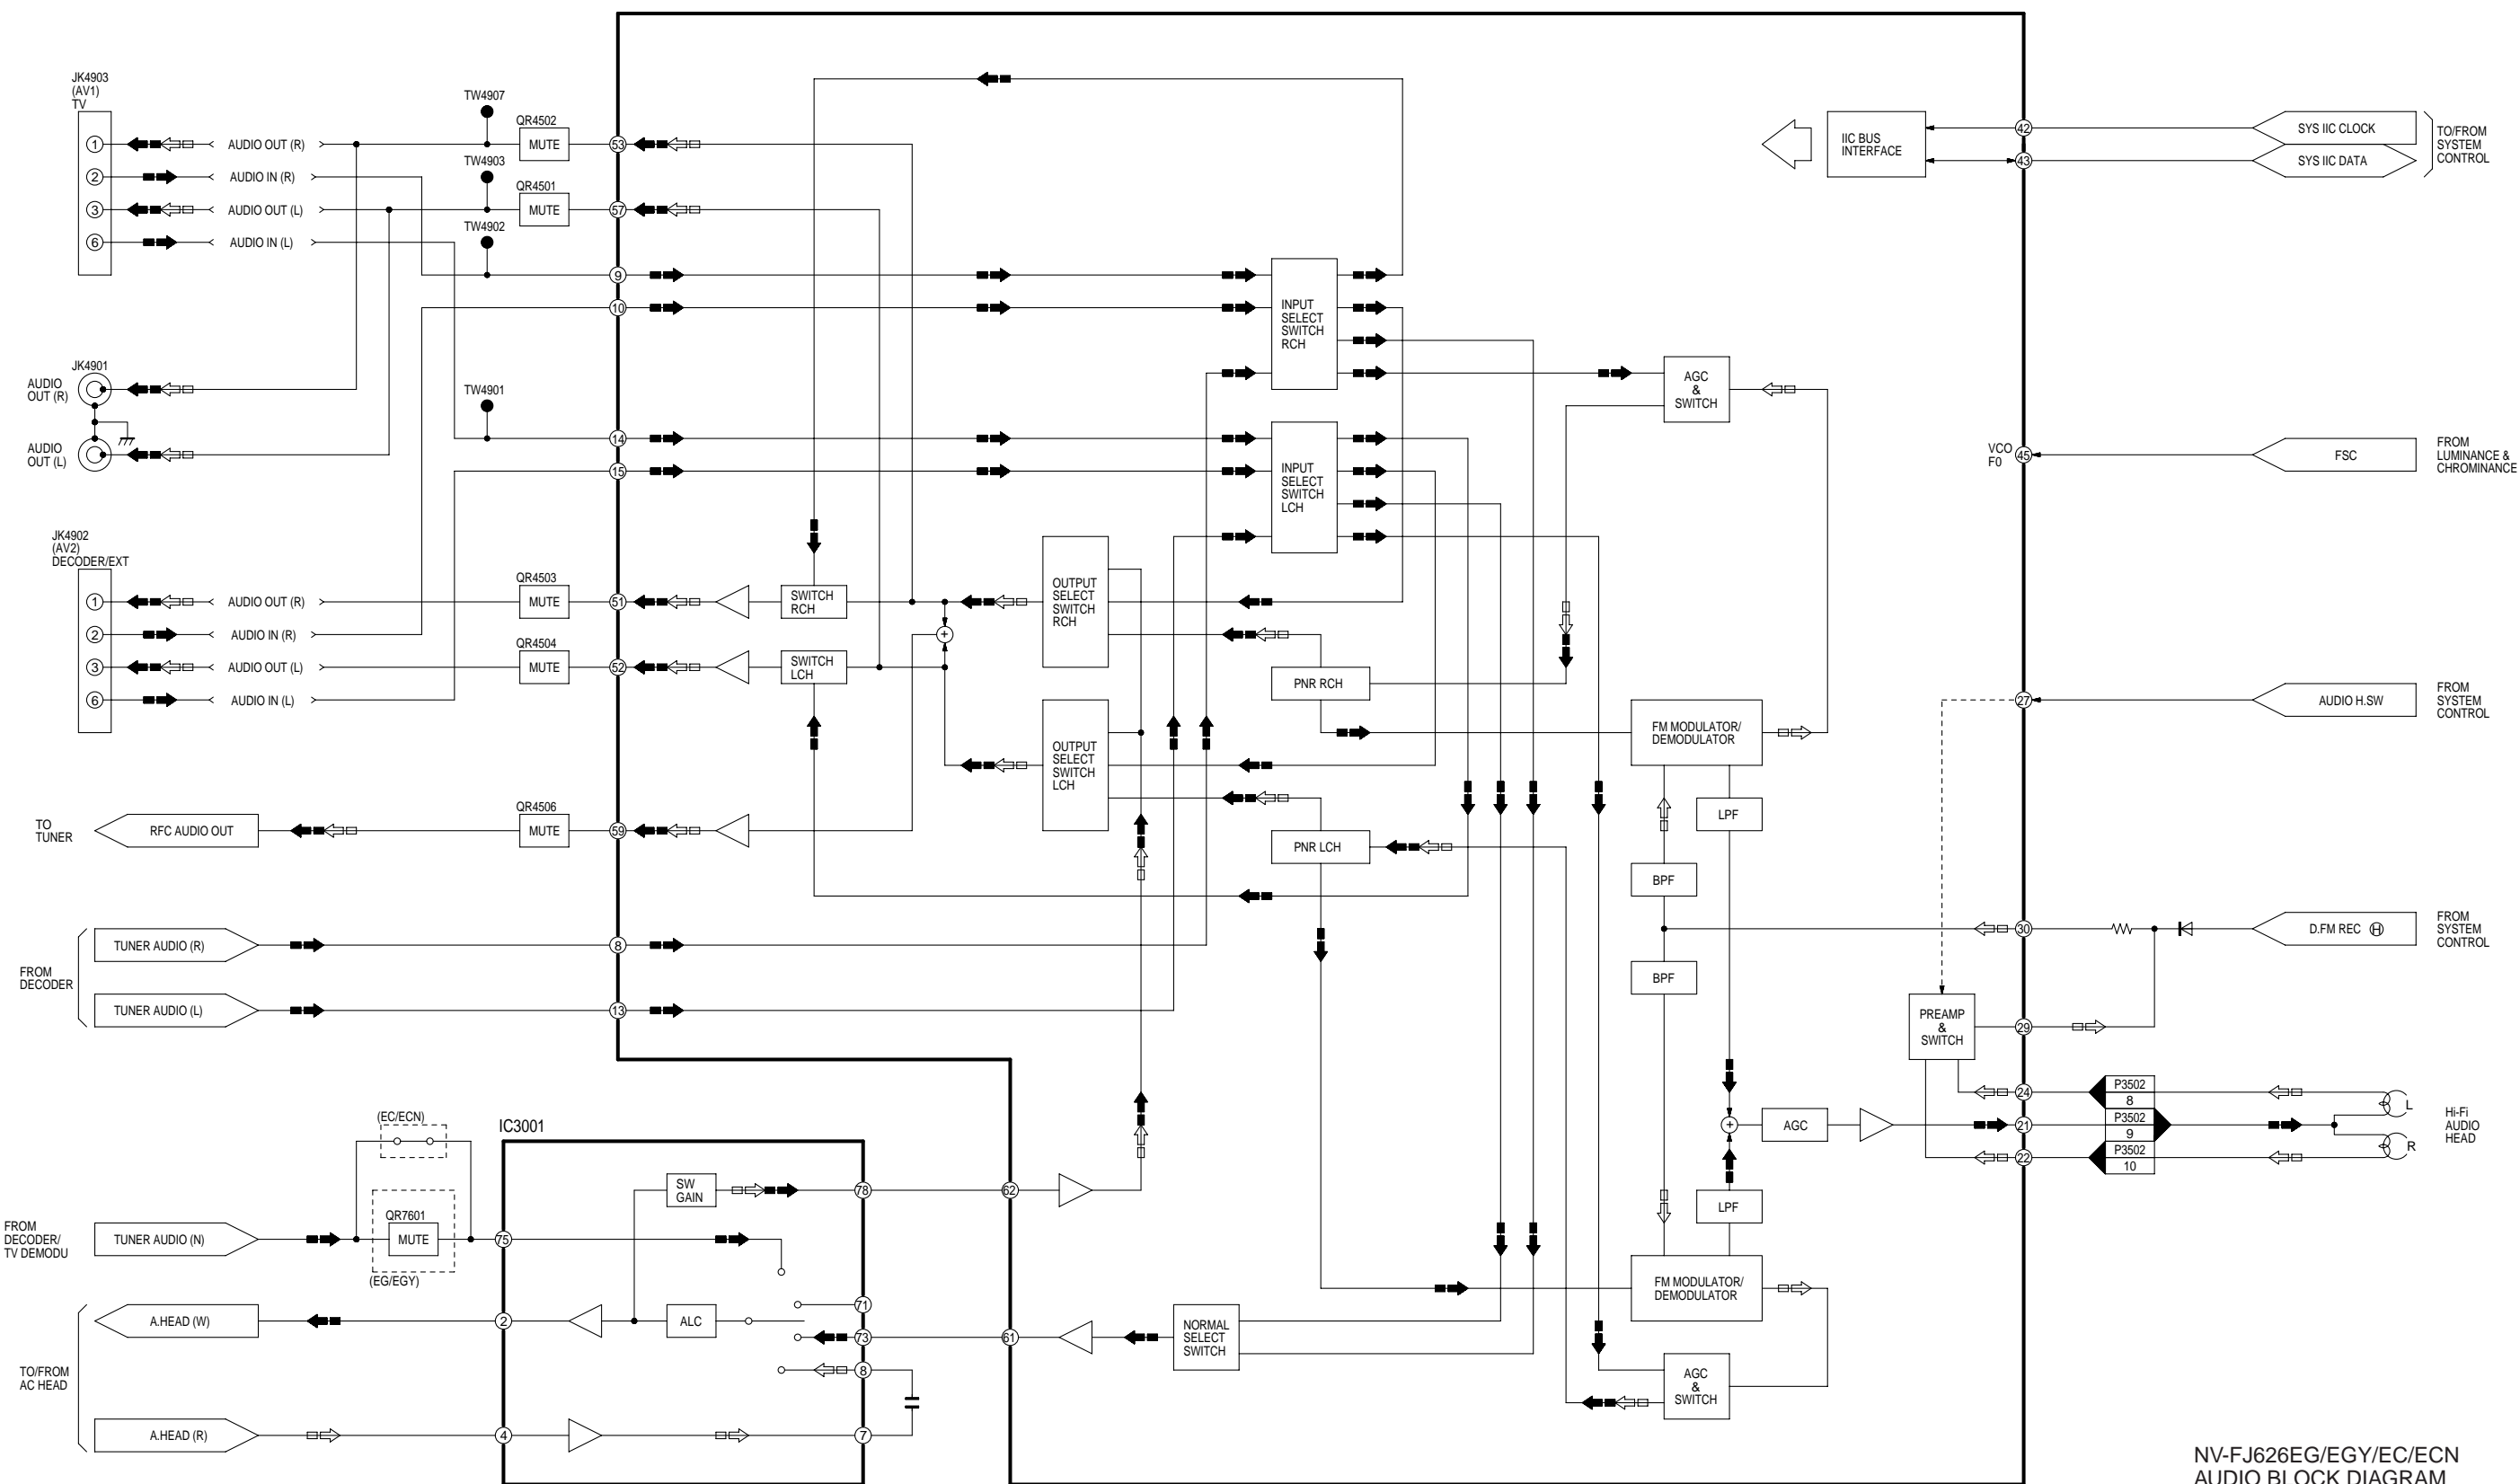 JK4903
(AV1)
TV
1
AUDIO OUT (R)
2
AUDIO IN (R)
3
AUDIO OUT (L)
6
AUDIO IN (L)
TW4907
QR4502
MUTE
53
TW4903
QR4501
MUTE
57
TW4902
9
10
JK4901
AUDIO
OUT (R)
AUDIO
OUT (L)
TW4901
14
15
INPUT
SELECT
SWITCH
RCH
INPUT
SELECT
SWITCH
LCH
AGC
&
SWITCH
IIC BUS
INTERFACE
42
43
SYS IIC CLOCK
SYS IIC DATA
TO/FROM
SYSTEM
CONTROL
VCO
F0
45
FSC
FROM
LUMINANCE &
CHROMINANCE
JK4902
(AV2)
DECODER/EXT
1
AUDIO OUT (R)
2
AUDIO IN (R)
3
AUDIO OUT (L)
6
AUDIO IN (L)
QR4503
MUTE
51
QR4504
MUTE
52
SWITCH
RCH
SWITCH
LCH
+
OUTPUT
SELECT
SWITCH
RCH
OUTPUT
SELECT
SWITCH
LCH
PNR RCH
PNR LCH
FM MODULATOR/
DEMODULATOR
LPF
BPF
BPF
27
AUDIO H.SW
FROM
SYSTEM
CONTROL
TO
TUNER
RFC AUDIO OUT
QR4506
MUTE
59
FROM
DECODER
TUNER AUDIO (R)
8
TUNER AUDIO (L)
13
30
D.FM REC H
FROM
SYSTEM
CONTROL
PREAMP
&
SWITCH
29
24
P3502
8
21
P3502
9
22
P3502
10
L
R
Hi-Fi
AUDIO
HEAD
+
AGC
LPF
FM MODULATOR/
DEMODULATOR
AGC
&
SWITCH
NORMAL
SELECT
SWITCH
62
61
IC3001
(EC/ECN)
QR7601
MUTE
(EG/EGY)
FROM
DECODER/
TV DEMODU
TUNER AUDIO (N)
75
SW
GAIN
78
ALC
71
73
8
7
2
4
A.HEAD (W)
TO/FROM
AC HEAD
A.HEAD (R)
NV-FJ626EG/EGY/EC/ECN
AUDIO BLOCK DIAGRAM